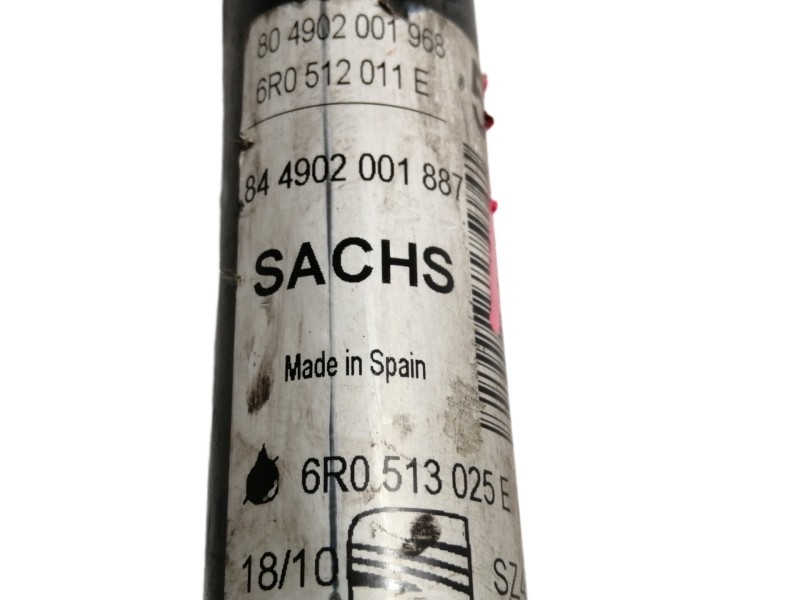 80 4902 001 968
6R0 512 011 E
84 4902 001 887
SACHS
Made in Spain
6R0 513 025 E
18/10